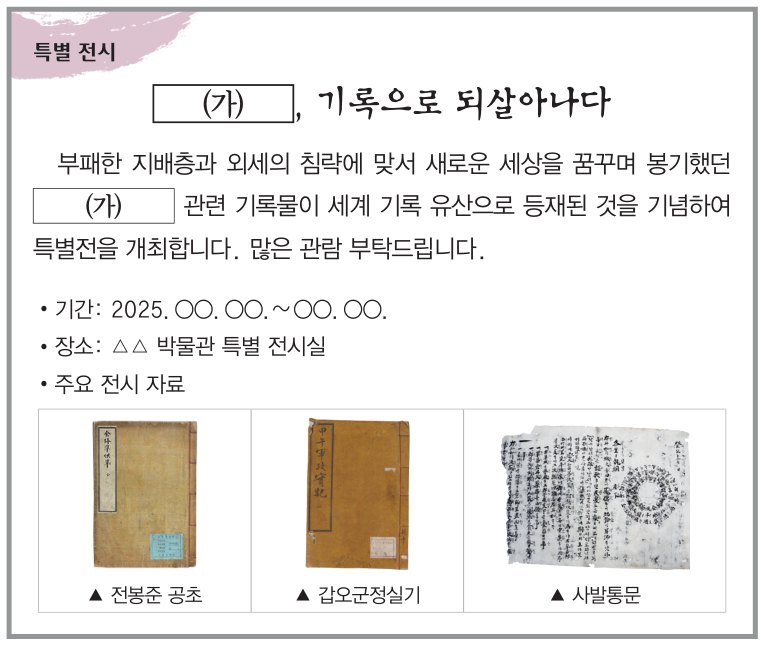 특별 전시
(가), 기록으로 되살아나다
부패한 지배층과 외세의 침략에 맞서 새로운 세상을 꿈꾸며 봉기했던
(가) 관련 기록물이 세계 기록 유산으로 등재된 것을 기념하여
특별전을 개최합니다. 많은 관람 부탁드립니다.
• 기간: 2025. ○○. ○○.~○○. ○○.
• 장소: △△ 박물관 특별 전시실
• 주요 전시 자료
甲午軍政實記
▲ 전봉준 공초
▲ 갑오군정실기
▲ 사발통문